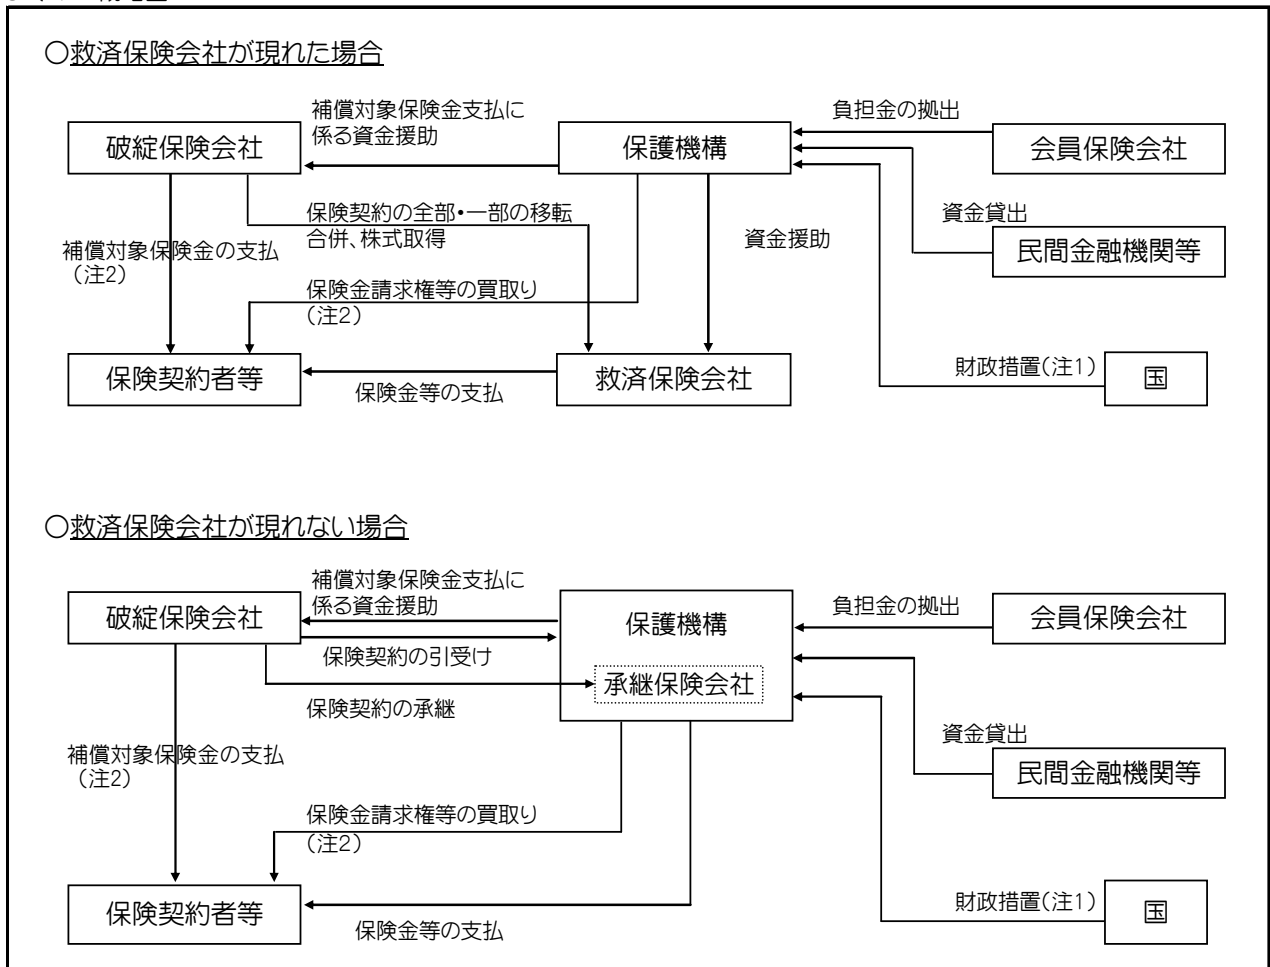 ○救済保険会社が現れた場合
補償対象保険金支払に
係る資金援助
負担金の拠出
破綻保険会社
保護機構
会員保険会社
保険契約の全部・一部の移転
合併、株式取得
資金貸出
補償対象保険金の支払
（注2）
資金援助
民間金融機関等
保険金請求権等の買取り
（注2）
保険契約者等
救済保険会社
財政措置（注1）
国
保険金等の支払
○救済保険会社が現れない場合
補償対象保険金支払に
係る資金援助
負担金の拠出
破綻保険会社
保護機構
会員保険会社
保険契約の引受け
承継保険会社
保険契約の承継
資金貸出
補償対象保険金の支払
（注2）
民間金融機関等
保険金請求権等の買取り
（注2）
保険契約者等
財政措置（注1）
国
保険金等の支払